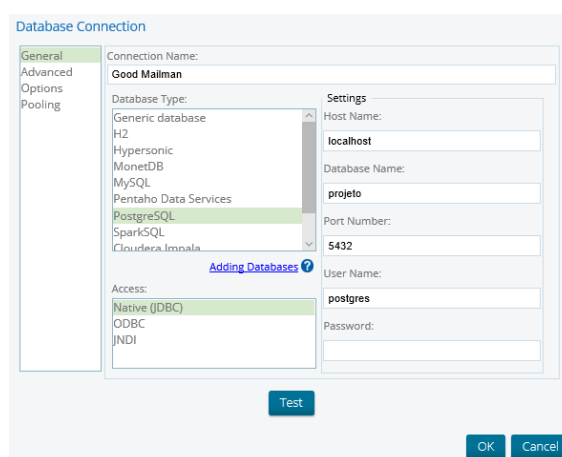 Database Connection
General
Advanced
Options
Pooling
Connection Name:
Good Mailman
Database Type:
Generic database
H2
Hypersonic
MonetDB
MySQL
Pentaho Data Services
PostgreSQL
SparkSQL
Cloudera Impala
Adding Databases ?
Access:
Native (JDBC)
ODBC
JNDI
Settings
Host Name:
localhost
Database Name:
projeto
Port Number:
5432
User Name:
postgres
Password:
Test
OK Cancel